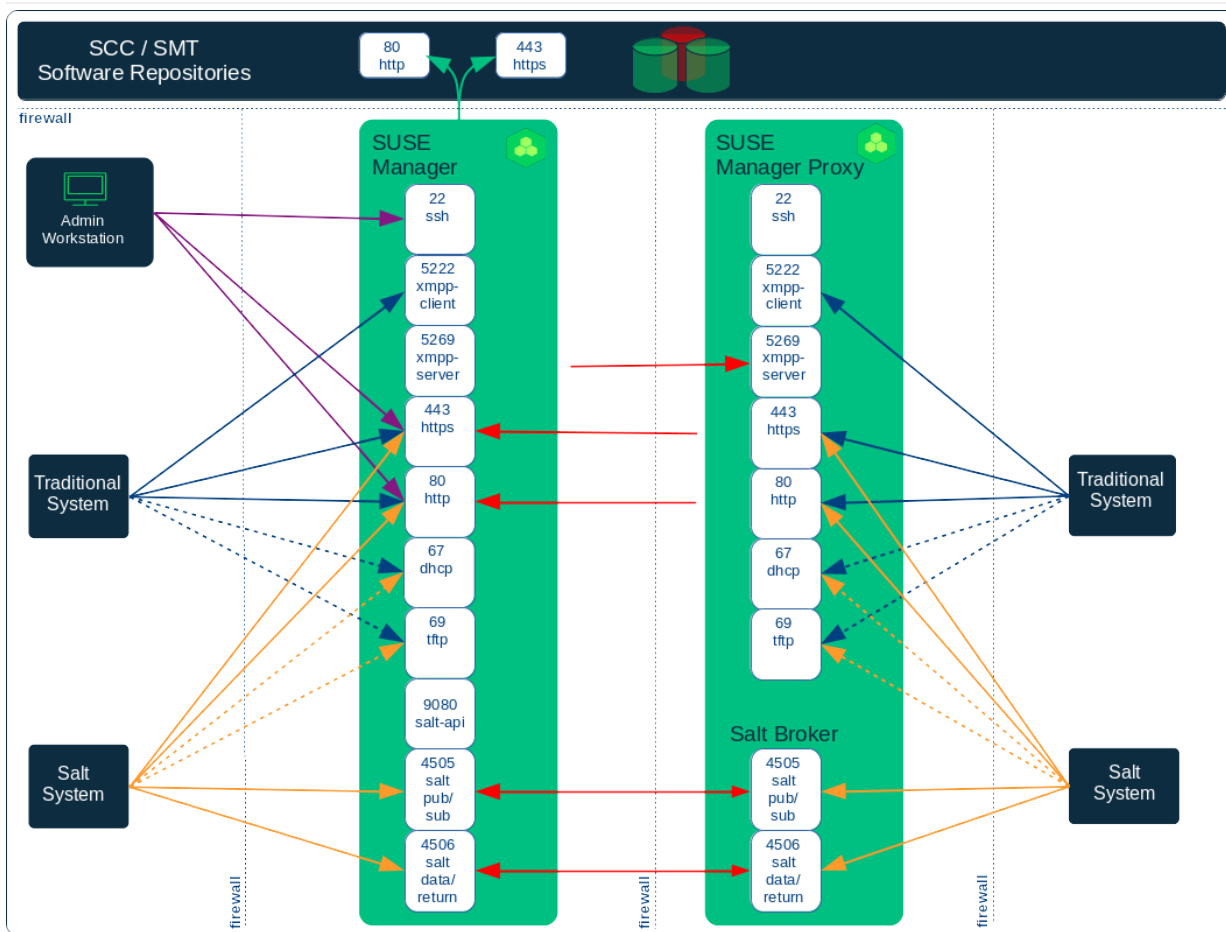 SCC / SMT
Software Repositories
80
http
443
https
firewall
Admin
Workstation
Traditional
System
Salt
System
firewall
SUSE
Manager
22
ssh
5222
xmpp-
client
5269
xmpp-
server
443
https
80
http
67
dhcp
69
tftp
9080
salt-api
4505
salt
pub/
sub
4506
salt
data/
return
firewall
SUSE
Manager Proxy
22
ssh
5222
xmpp-
client
5269
xmpp-
server
443
https
80
http
67
dhcp
69
tftp
Salt Broker
4505
salt
pub/
sub
4506
salt
data/
return
firewall
Traditional
System
Salt
System